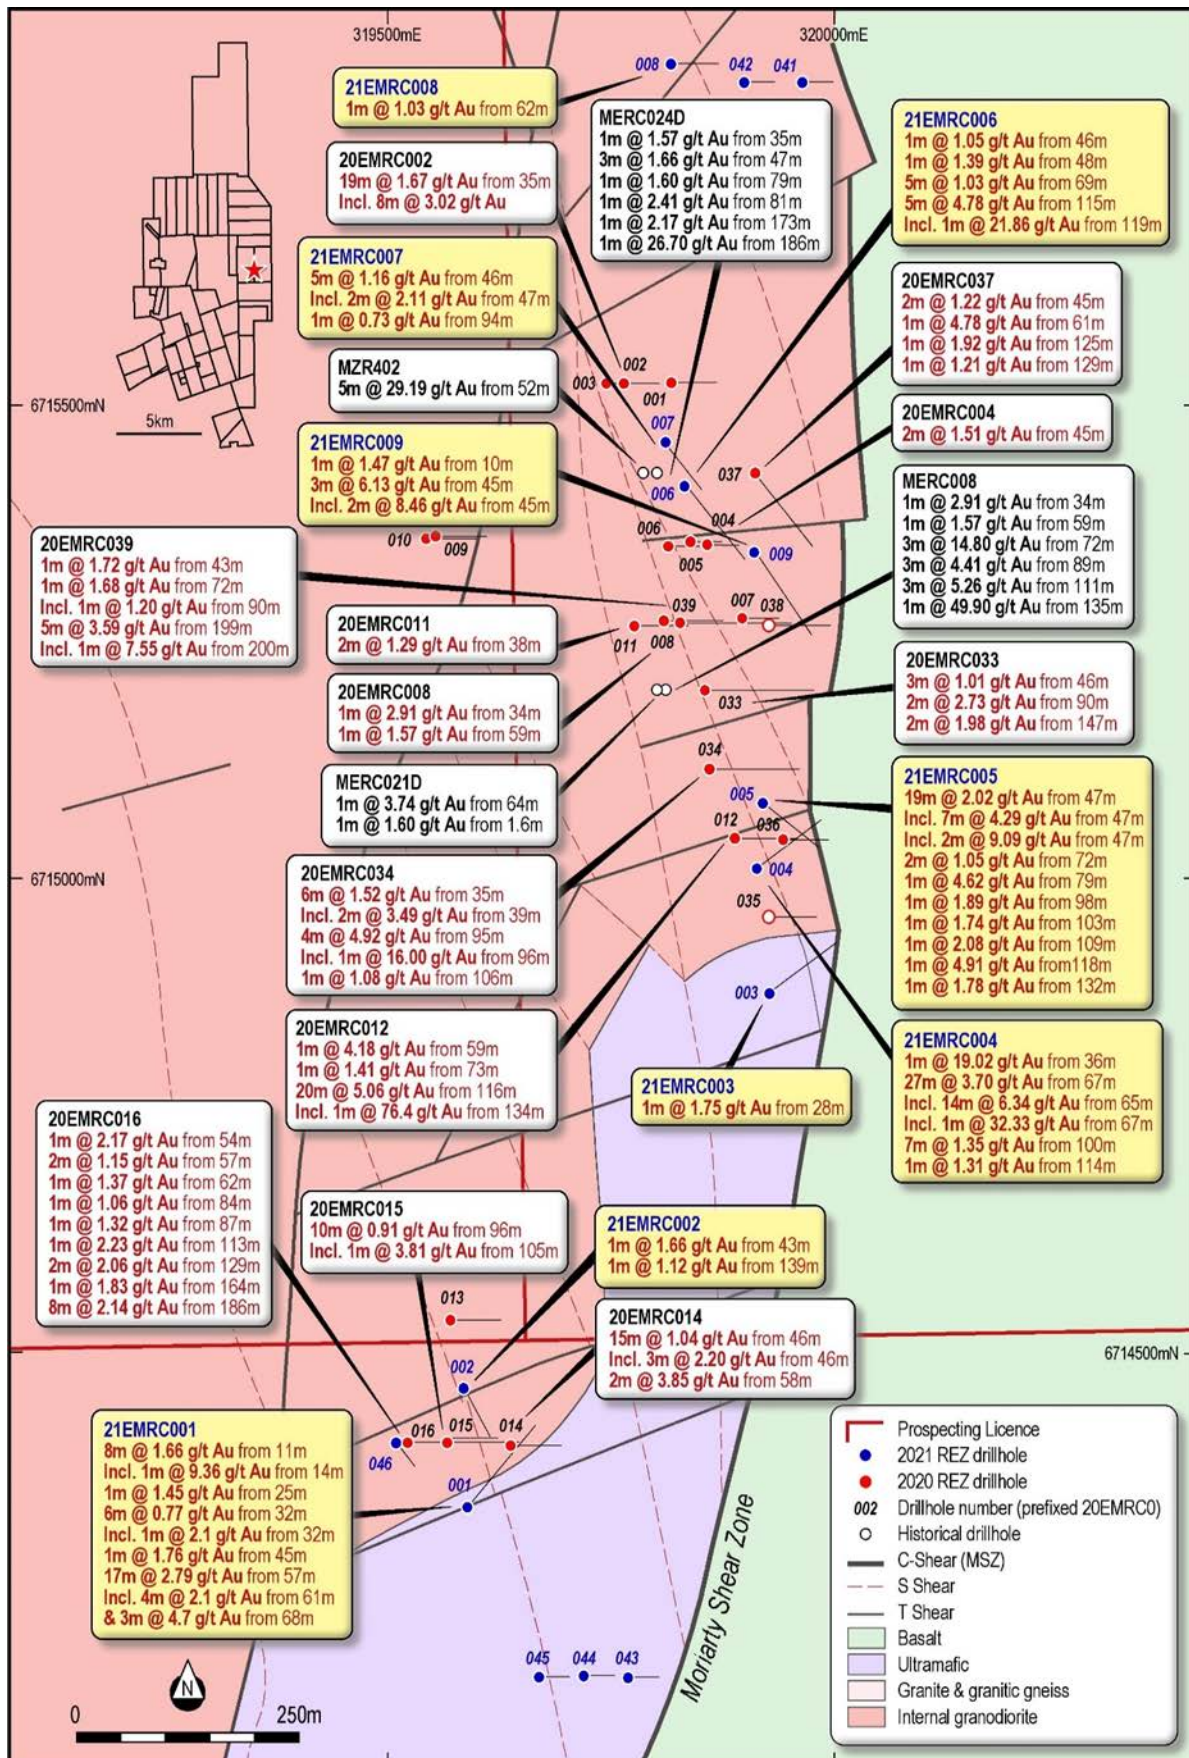 319500mE
320000mE
008
042
041
21EMRC008
1m @ 1.03 g/t Au from 62m
MERC024D
1m @ 1.57 g/t Au from 35m
3m @ 1.66 g/t Au from 47m
1m @ 1.60 g/t Au from 79m
1m @ 2.41 g/t Au from 81m
1m @ 2.17 g/t Au from 173m
1m @ 26.70 g/t Au from 186m
21EMRC006
1m @ 1.05 g/t Au from 46m
1m @ 1.39 g/t Au from 48m
5m @ 1.03 g/t Au from 69m
5m @ 4.78 g/t Au from 115m
Incl. 1m @ 21.86 g/t Au from 119m
20EMRC002
19m @ 1.67 g/t Au from 35m
Incl. 8m @ 3.02 g/t Au
21EMRC007
5m @ 1.16 g/t Au from 46m
Incl. 2m @ 2.11 g/t Au from 47m
1m @ 0.73 g/t Au from 94m
20EMRC037
2m @ 1.22 g/t Au from 45m
1m @ 4.78 g/t Au from 61m
1m @ 1.92 g/t Au from 125m
1m @ 1.21 g/t Au from 129m
MZR402
5m @ 29.19 g/t Au from 52m
003
002
001
6715500mN
5km
20EMRC004
2m @ 1.51 g/t Au from 45m
007
21EMRC009
1m @ 1.47 g/t Au from 10m
3m @ 6.13 g/t Au from 45m
Incl. 2m @ 8.46 g/t Au from 45m
037
006
MERC008
1m @ 2.91 g/t Au from 34m
1m @ 1.57 g/t Au from 59m
3m @ 14.80 g/t Au from 72m
3m @ 4.41 g/t Au from 89m
3m @ 5.26 g/t Au from 111m
1m @ 49.90 g/t Au from 135m
006
004
010
009
005
009
20EMRC039
1m @ 1.72 g/t Au from 43m
1m @ 1.68 g/t Au from 72m
Incl. 1m @ 1.20 g/t Au from 90m
5m @ 3.59 g/t Au from 199m
Incl. 1m @ 7.55 g/t Au from 200m
039
007
038
20EMRC011
2m @ 1.29 g/t Au from 38m
011
008
20EMRC033
3m @ 1.01 g/t Au from 46m
2m @ 2.73 g/t Au from 90m
2m @ 1.98 g/t Au from 147m
20EMRC008
1m @ 2.91 g/t Au from 34m
1m @ 1.57 g/t Au from 59m
033
034
MERC021D
1m @ 3.74 g/t Au from 64m
1m @ 1.60 g/t Au from 1.6m
21EMRC005
19m @ 2.02 g/t Au from 47m
Incl. 7m @ 4.29 g/t Au from 47m
Incl. 2m @ 9.09 g/t Au from 47m
2m @ 1.05 g/t Au from 72m
1m @ 4.62 g/t Au from 79m
1m @ 1.89 g/t Au from 98m
1m @ 1.74 g/t Au from 103m
1m @ 2.08 g/t Au from 109m
1m @ 4.91 g/t Au from118m
1m @ 1.78 g/t Au from 132m
005
012
036
004
6715000mN
20EMRC034
6m @ 1.52 g/t Au from 35m
Incl. 2m @ 3.49 g/t Au from 39m
4m @ 4.92 g/t Au from 95m
Incl. 1m @ 16.00 g/t Au from 96m
1m @ 1.08 g/t Au from 106m
035
003
20EMRC012
1m @ 4.18 g/t Au from 59m
1m @ 1.41 g/t Au from 73m
20m @ 5.06 g/t Au from 116m
Incl. 1m @ 76.4 g/t Au from 134m
21EMRC004
1m @ 19.02 g/t Au from 36m
27m @ 3.70 g/t Au from 67m
Incl. 14m @ 6.34 g/t Au from 65m
Incl. 1m @ 32.33 g/t Au from 67m
7m @ 1.35 g/t Au from 100m
1m @ 1.31 g/t Au from 114m
21EMRC003
1m @ 1.75 g/t Au from 28m
20EMRC016
1m @ 2.17 g/t Au from 54m
2m @ 1.15 g/t Au from 57m
1m @ 1.37 g/t Au from 62m
1m @ 1.06 g/t Au from 84m
1m @ 1.32 g/t Au from 87m
1m @ 2.23 g/t Au from 113m
2m @ 2.06 g/t Au from 129m
1m @ 1.83 g/t Au from 164m
8m @ 2.14 g/t Au from 186m
20EMRC015
10m @ 0.91 g/t Au from 96m
Incl. 1m @ 3.81 g/t Au from 105m
21EMRC002
1m @ 1.66 g/t Au from 43m
1m @ 1.12 g/t Au from 139m
013
20EMRC014
15m @ 1.04 g/t Au from 46m
Incl. 3m @ 2.20 g/t Au from 46m
2m @ 3.85 g/t Au from 58m
6714500mN
002
016
015
014
046
001
21EMRC001
8m @ 1.66 g/t Au from 11m
Incl. 1m @ 9.36 g/t Au from 14m
1m @ 1.45 g/t Au from 25m
6m @ 0.77 g/t Au from 32m
Incl. 1m @ 2.1 g/t Au from 32m
1m @ 1.76 g/t Au from 45m
17m @ 2.79 g/t Au from 57m
Incl. 4m @ 2.1 g/t Au from 61m
& 3m @ 4.7 g/t Au from 68m
Moriarty Shear Zone
045
044
043
N
0
250m
Prospecting Licence
2021 REZ drillhole
2020 REZ drillhole
002 Drillhole number (prefixed 20EMRC0)
Historical drillhole
C-Shear (MSZ)
S Shear
T Shear
Basalt
Ultramafic
Granite & granitic gneiss
Internal granodiorite